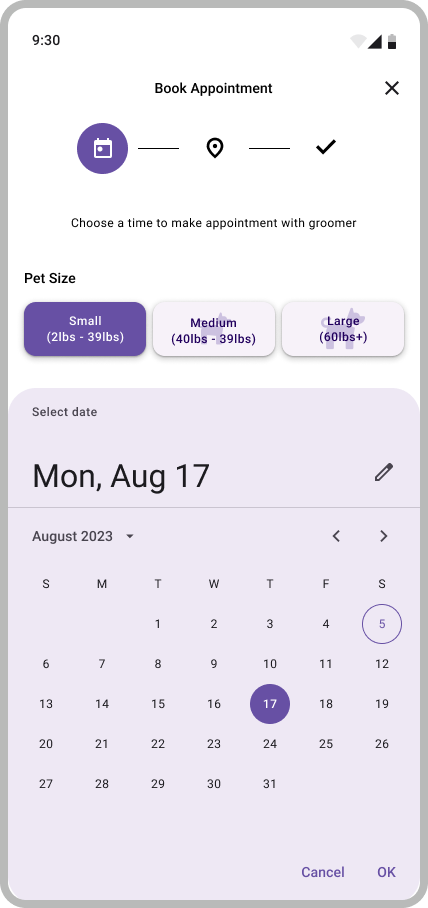 9:30
Book Appointment
Choose a time to make appointment with groomer
Pet Size
Small
(2lbs - 39lbs)
Medium
(40lbs - 39lbs)
Large
(60lbs+)
Select date
Mon, Aug 17
August 2023
S M T W T F S
1 2 3 4 5
6 7 8 9 10 11 12
13 14 15 16 17 18 19
20 21 22 23 24 25 26
27 28 29 30 31
Cancel OK